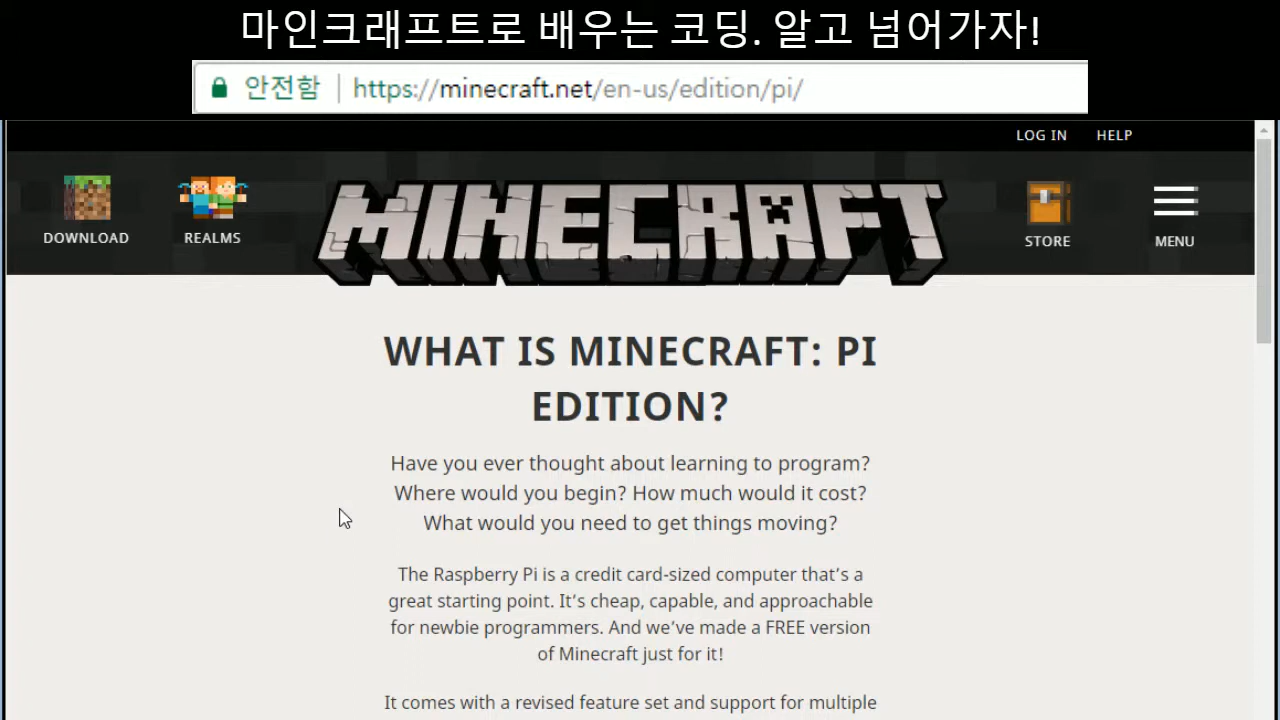 마인크래프트로 배우는 코딩. 알고 넘어가자!
안전함 https://minecraft.net/en-us/edition/pi/
LOG IN HELP
DOWNLOAD REALMS MINECRAFT STORE MENU
WHAT IS MINECRAFT: PI
EDITION?
Have you ever thought about learning to program?
Where would you begin? How much would it cost?
What would you need to get things moving?
The Raspberry Pi is a credit card-sized computer that's a
great starting point. It's cheap, capable, and approachable
for newbie programmers. And we've made a FREE version
of Minecraft just for it!
It comes with a revised feature set and support for multiple